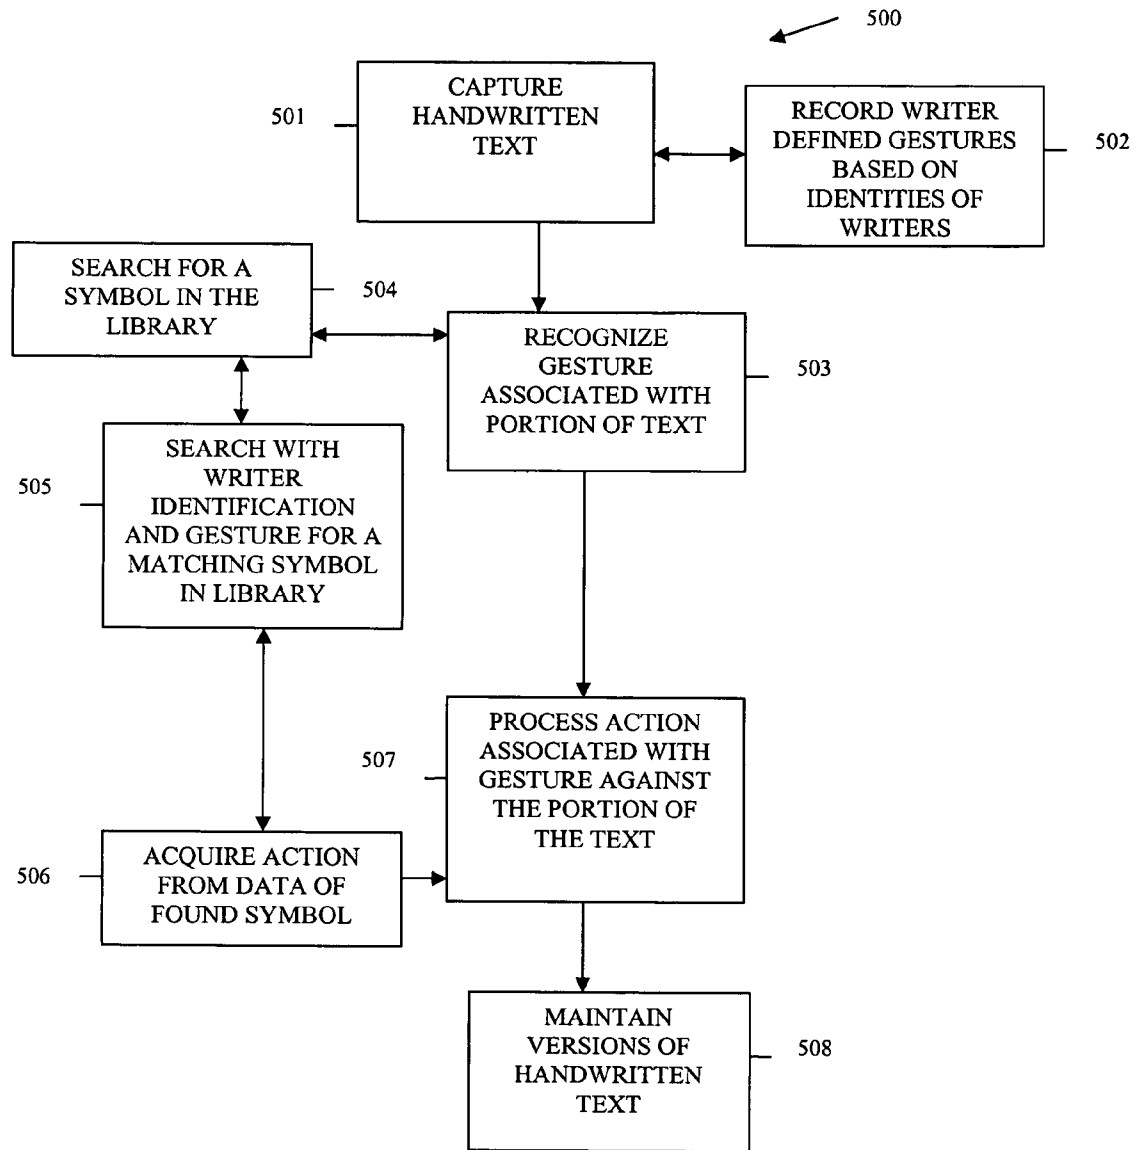 500
501
CAPTURE
HANDWRITTEN
TEXT
RECORD WRITER
DEFINED GESTURES
BASED ON
IDENTITIES OF
WRITERS
502
SEARCH FOR A
SYMBOL IN THE
LIBRARY
504
RECOGNIZE
GESTURE
ASSOCIATED WITH
PORTION OF TEXT
503
505
SEARCH WITH
WRITER
IDENTIFICATION
AND GESTURE FOR A
MATCHING SYMBOL
IN LIBRARY
507
PROCESS ACTION
ASSOCIATED WITH
GESTURE AGAINST
THE PORTION OF
THE TEXT
506
ACQUIRE ACTION
FROM DATA OF
FOUND SYMBOL
MAINTAIN
VERSIONS OF
HANDWRITTEN
TEXT
508